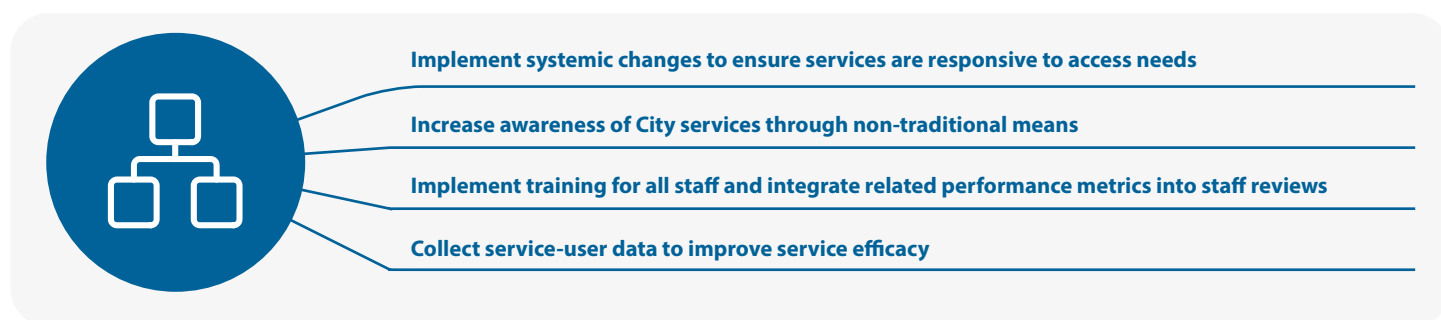 Implement systemic changes to ensure services are responsive to access needs
Increase awareness of City services through non-traditional means
Implement training for all staff and integrate related performance metrics into staff reviews
Collect service-user data to improve service efficacy